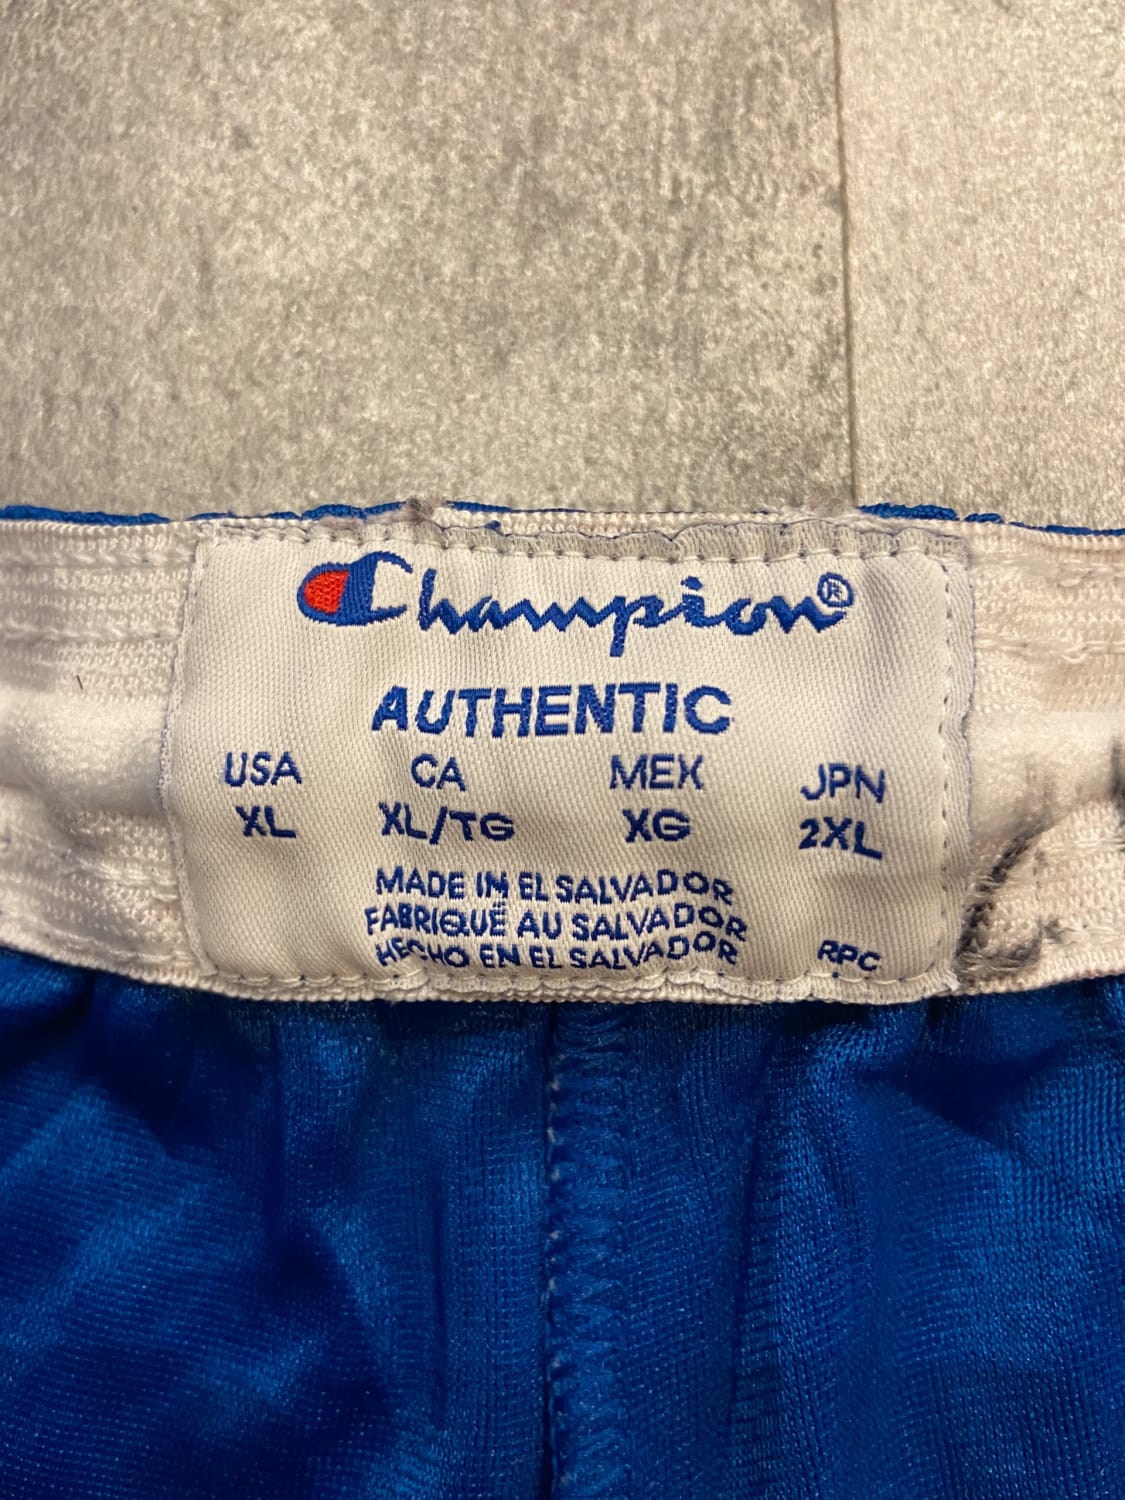 Champion®
AUTHENTIC
USA CA MEX JPN
XL XL/TG XG 2XL
MADE IN EL SALVADOR
FABRIQUÉ AU SALVADOR
HECHO EN EL SALVADOR
RPC